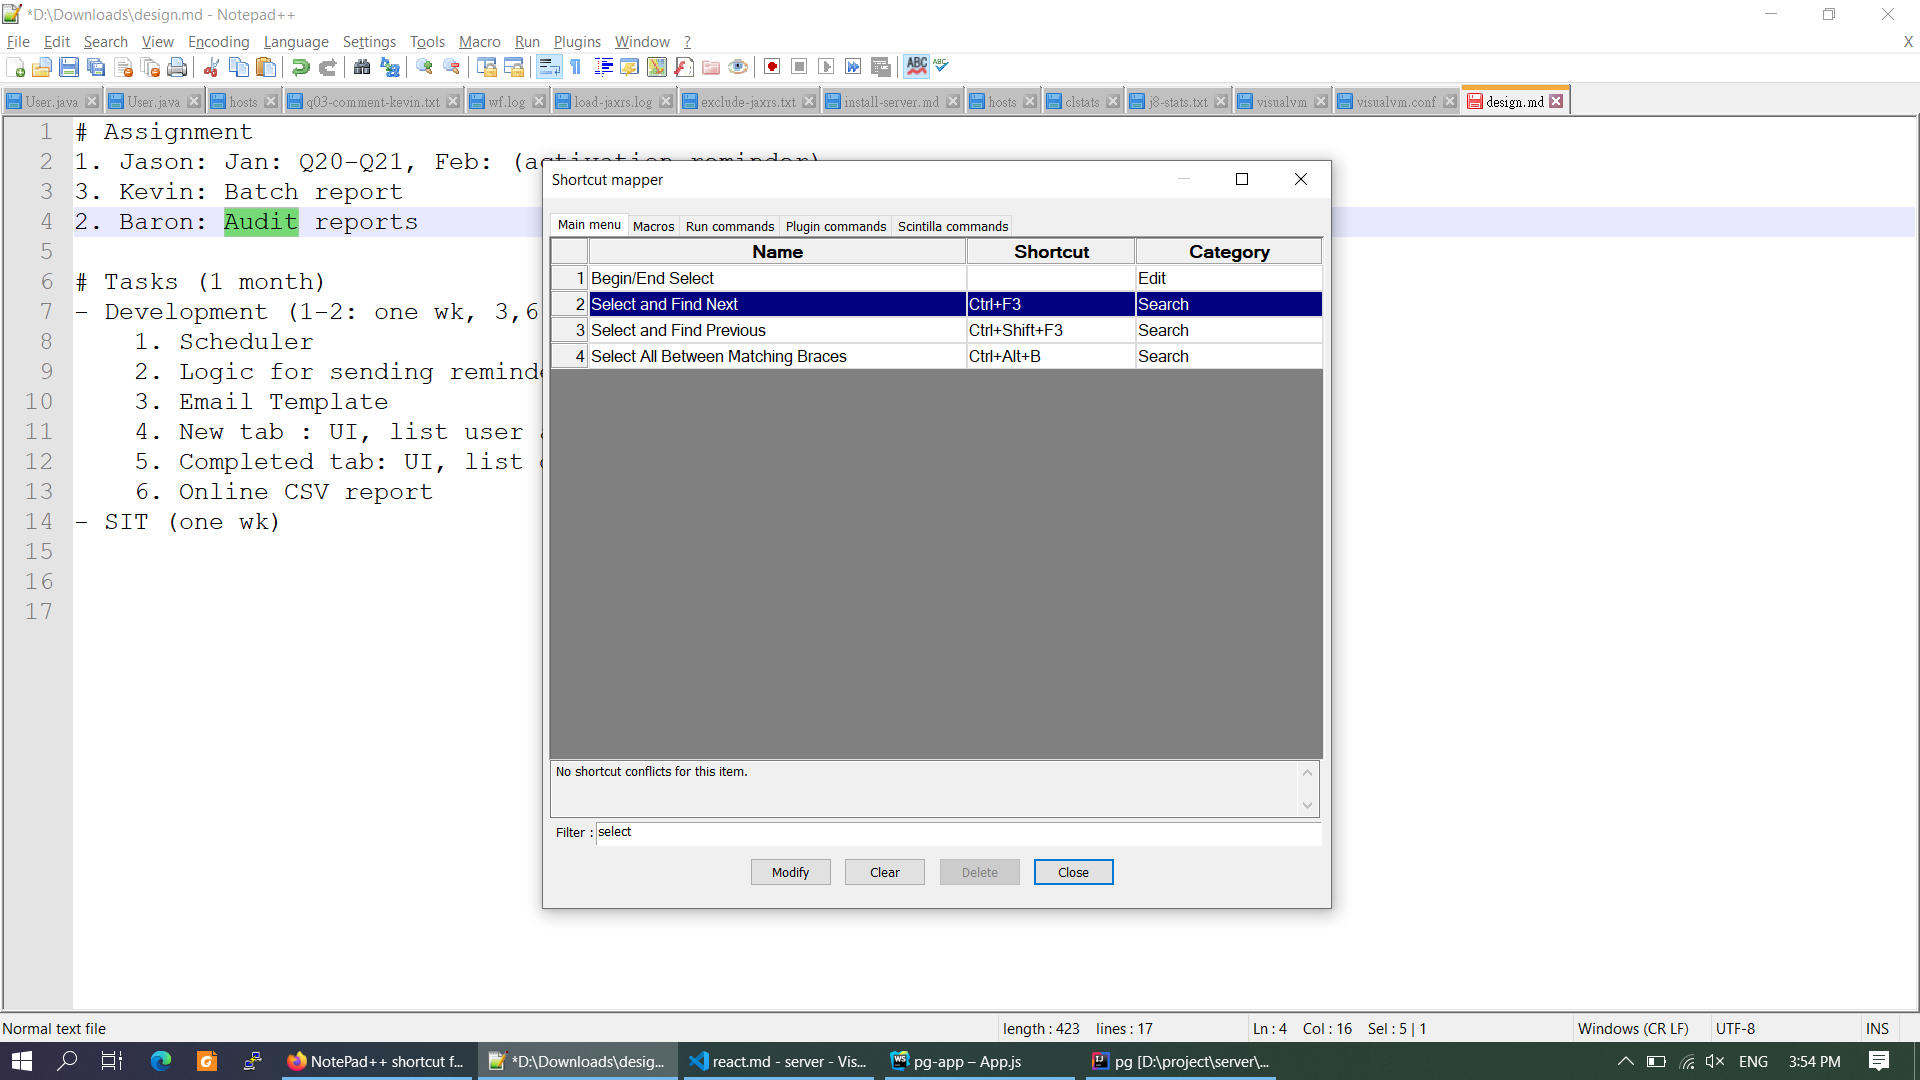 *D:\Downloads\design.md - Notepad++
File Edit Search View Encoding Language Settings Tools Macro Run Plugins Window ? X
User.java User.java hosts q03-comment-kevin.txt wf.log load-jaxrs.log exclude-jaxrs.txt install-server.md hosts clstats j8-stats.txt visualvm visualvm.conf design.md
1 # Assignment
2 1. Jason: Jan: Q20-Q21, Feb: (activation reminder)
3 3. Kevin: Batch report
4 2. Baron: Audit reports
5
6 # Tasks (1 month)
7 - Development (1-2: one wk, 3,6
8 1. Scheduler
9 2. Logic for sending reminde
10 3. Email Template
11 4. New tab : UI, list user
12 5. Completed tab: UI, list
13 6. Online CSV report
14 - SIT (one wk)
15
16
17
Shortcut mapper
Main menu Macros Run commands Plugin commands Scintilla commands
Name Shortcut Category
1 Begin/End Select Edit
2 Select and Find Next Ctrl+F3 Search
3 Select and Find Previous Ctrl+Shift+F3 Search
4 Select All Between Matching Braces Ctrl+Alt+B Search
No shortcut conflicts for this item.
Filter : select
Modify Clear Delete Close
Normal text file length : 423 lines : 17 Ln : 4 Col : 16 Sel : 5 | 1 Windows (CR LF) UTF-8 INS
NotePad++ shortcut f... *D:\Downloads\desig... react.md - server - Vis... pg-app – App.js pg [D:\project\server\... ENG 3:54 PM